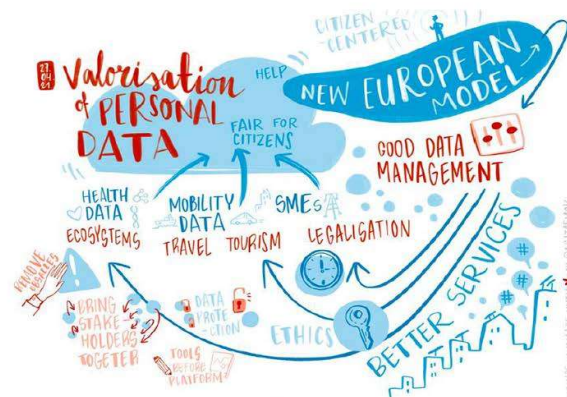 27.
04.
21
Valorisation
of PERSONAL
DATA
HELP
FAIR FOR
CITIZENS
CITIZEN
-CENTERED
NEW EUROPEAN
MODEL
GOOD DATA
MANAGEMENT
HEALTH
DATA
ECOSYSTEMS
MOBILITY
DATA
TRAVEL TOURISM
SMEs
LEGALISATION
REMOVE
OBSTACLES
BRING
STAKE-
HOLDERS
TOGETER
DATA
PROTE
-CTION
TOOLS
BEFORE
PLATFORM
ETHICS
BETTER SERVICES
#
#
#